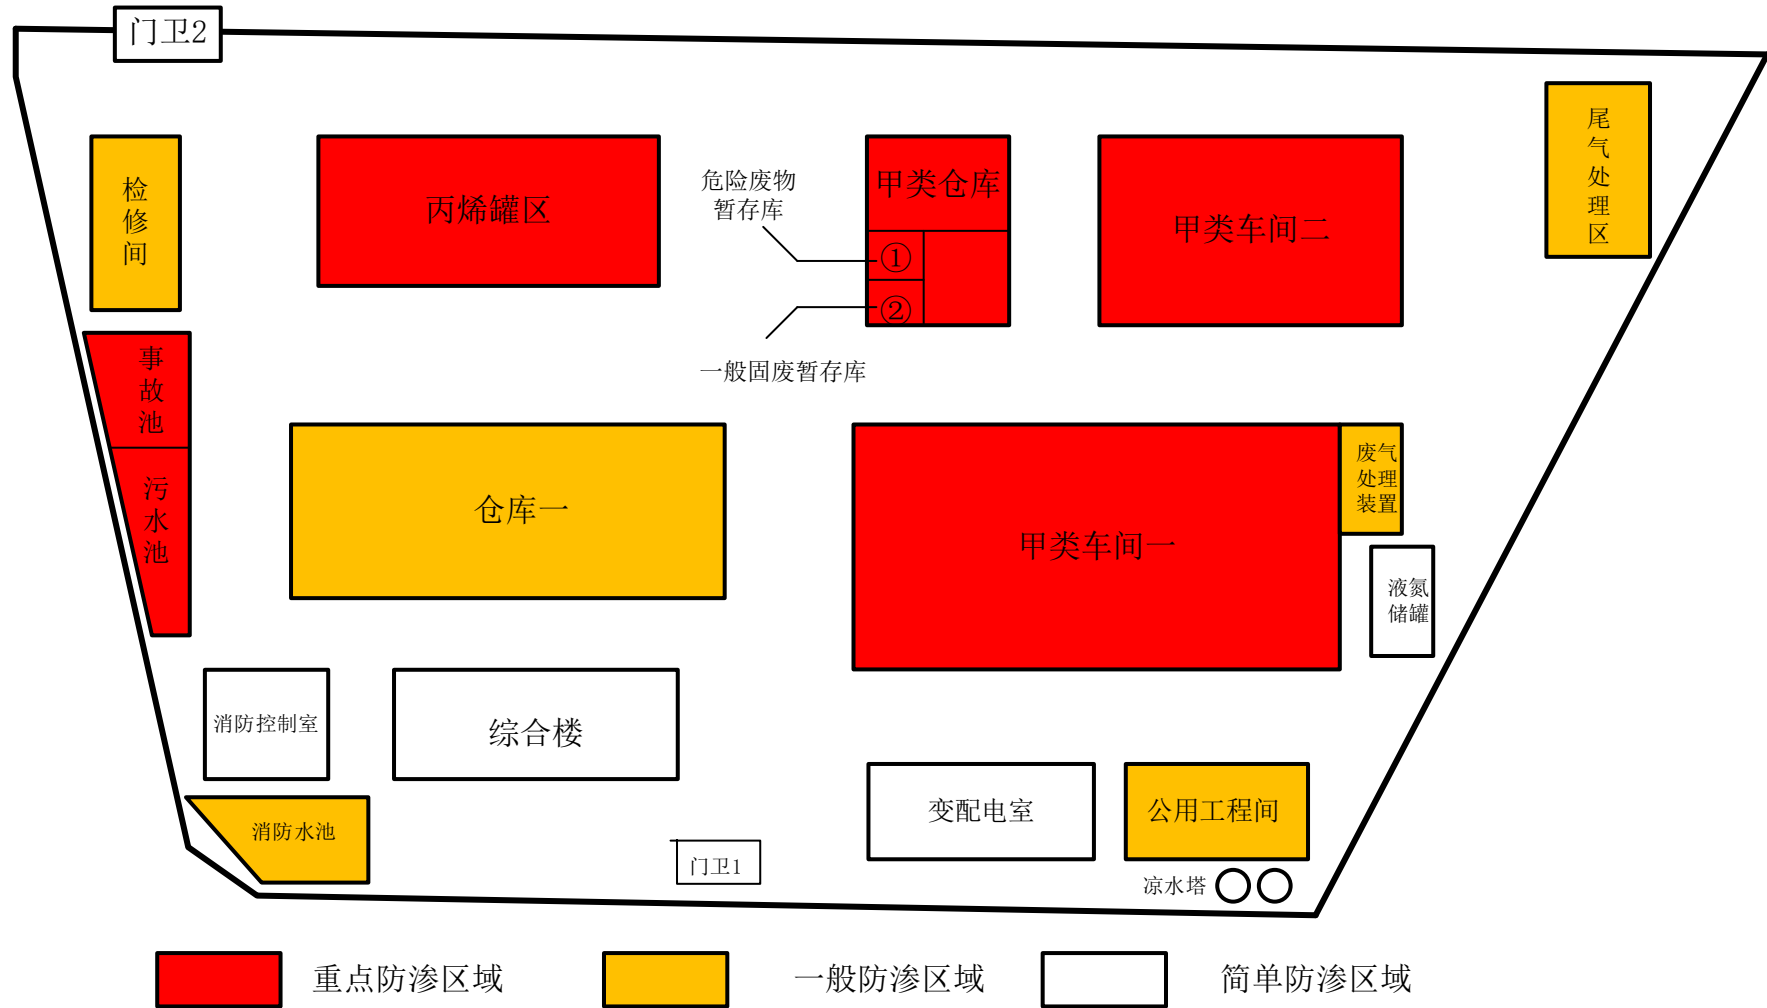 门卫2
尾气处理区
检修间
丙烯罐区
危险废物
暂存库
甲类仓库
①
②
甲类车间二
一般固废暂存库
事故池
污水池
仓库一
甲类车间一
废气
处理
装置
液氮
储罐
消防控制室
综合楼
消防水池
门卫1
变配电室
公用工程间
凉水塔
重点防渗区域
一般防渗区域
简单防渗区域